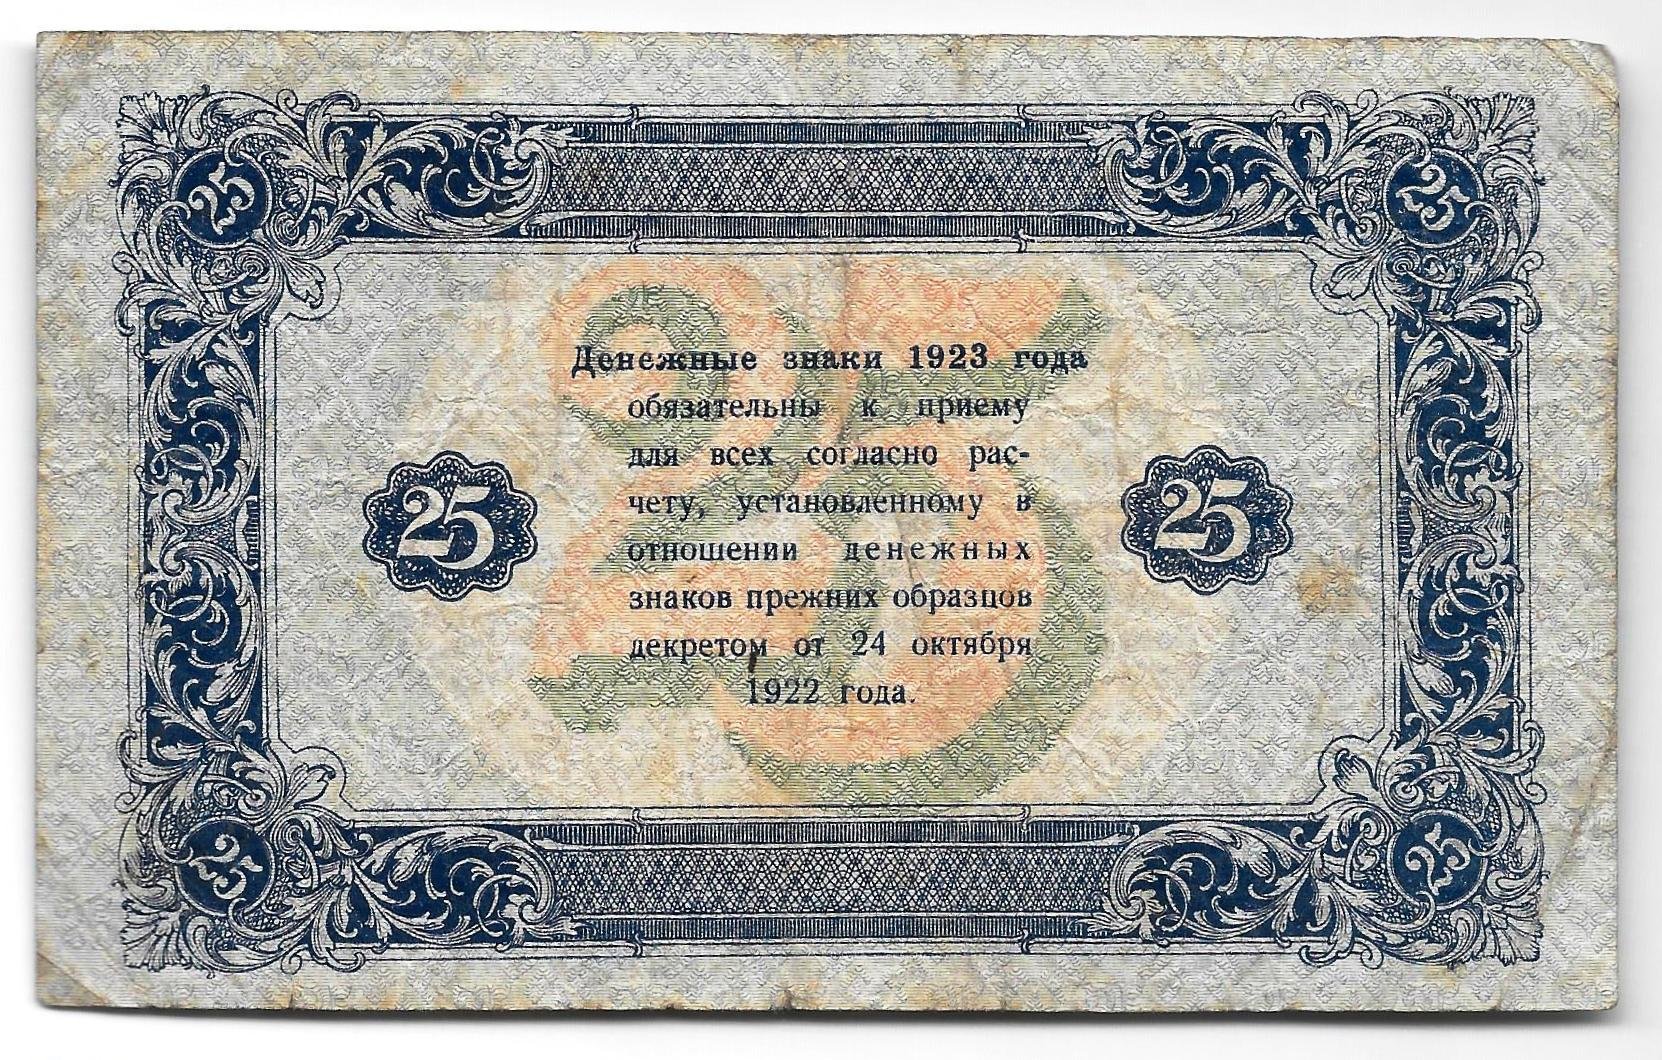 25 25
25
Денежные знаки 1923 года
обязательны к приему
для всех согласно рас-
чету, установленному в
отношении денежных
знаков прежних образцов
декретом от 24 октября
1922 года.
25 25
25 25